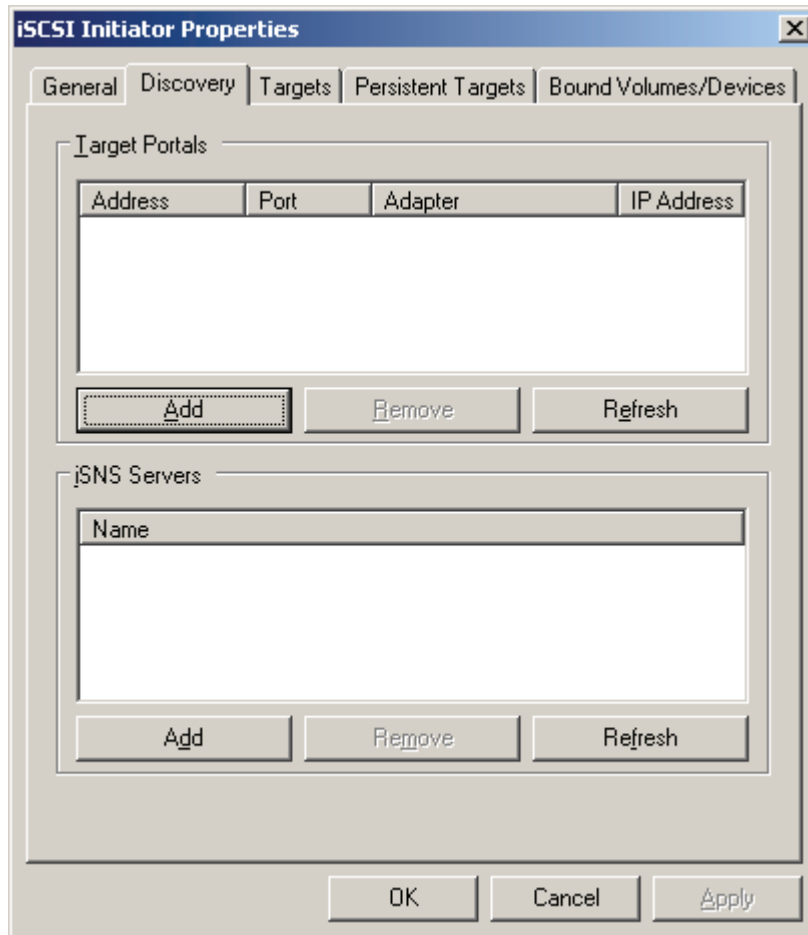 iSCSI Initiator Properties
General Discovery Targets Persistent Targets Bound Volumes/Devices
Target Portals
Address Port Adapter IP Address
Add Remove Refresh
iSNS Servers
Name
Add Remove Refresh
OK Cancel Apply